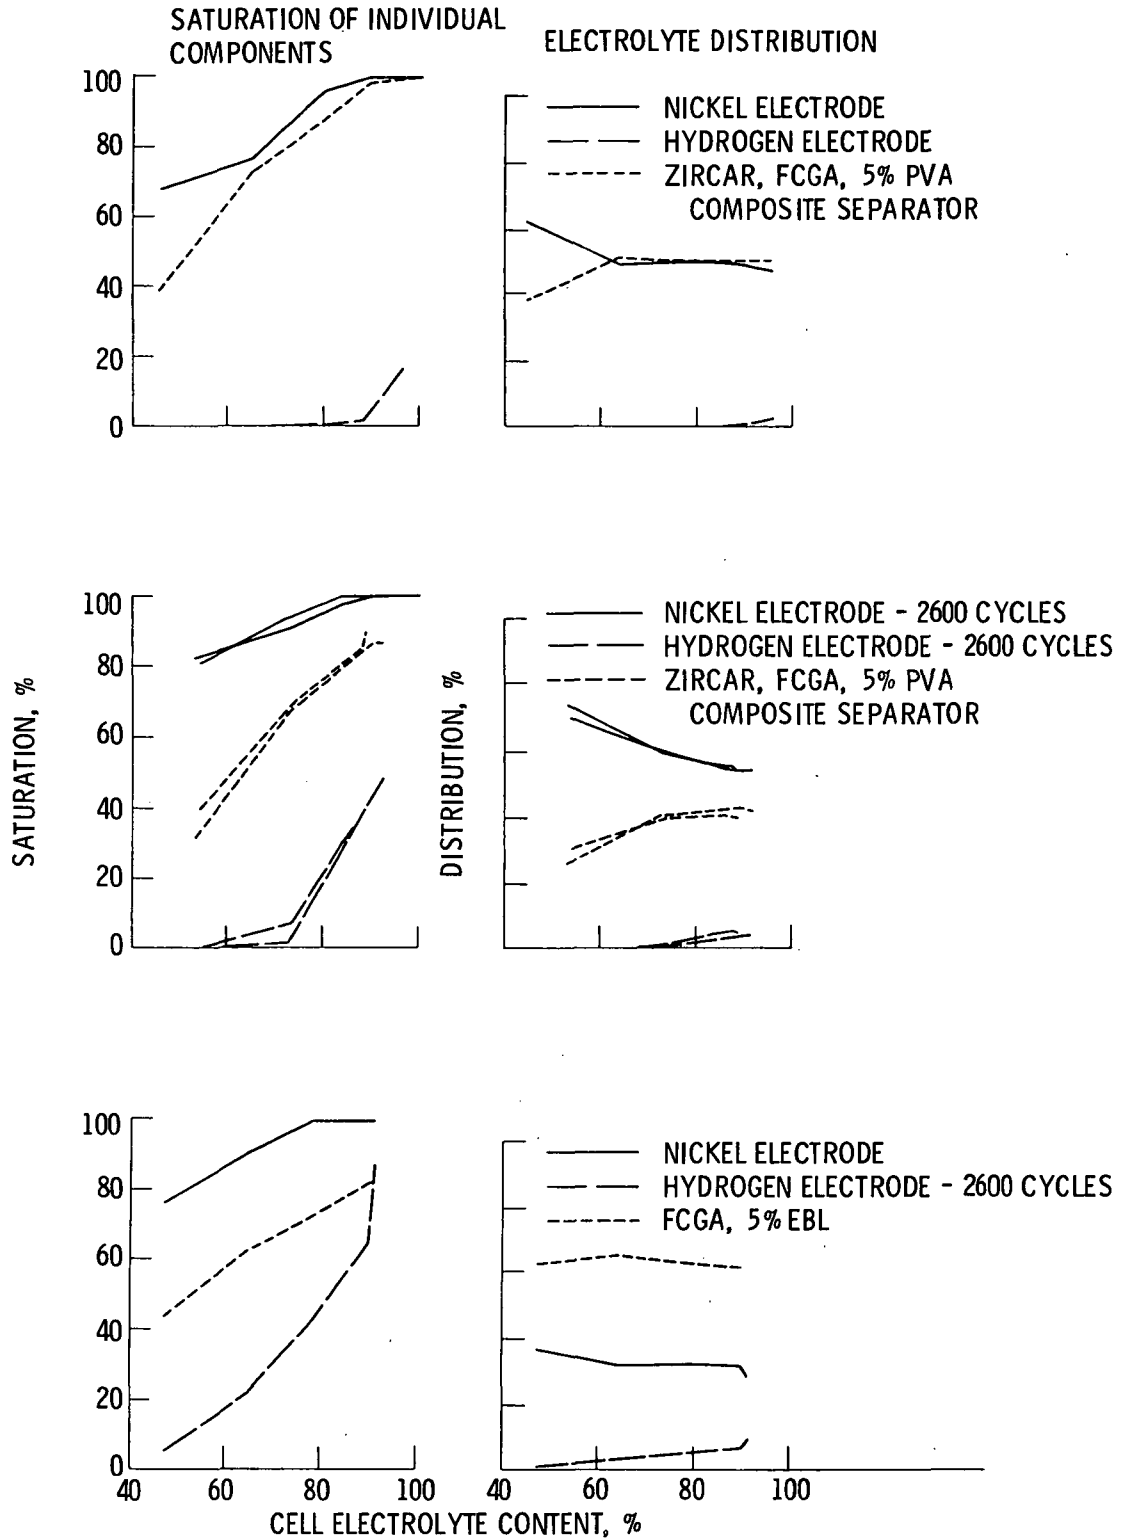 SATURATION OF INDIVIDUAL
COMPONENTS
ELECTROLYTE DISTRIBUTION
100
80
60
40
20
0
NICKEL ELECTRODE
HYDROGEN ELECTRODE
ZIRCAR, FCGA, 5% PVA
COMPOSITE SEPARATOR
SATURATION, %
100
80
60
40
20
0
DISTRIBUTION, %
NICKEL ELECTRODE - 2600 CYCLES
HYDROGEN ELECTRODE - 2600 CYCLES
ZIRCAR, FCGA, 5% PVA
COMPOSITE SEPARATOR
100
80
60
40
20
0
NICKEL ELECTRODE
HYDROGEN ELECTRODE - 2600 CYCLES
FCGA, 5% EBL
40 60 80 100 40 60 80 100
CELL ELECTROLYTE CONTENT, %